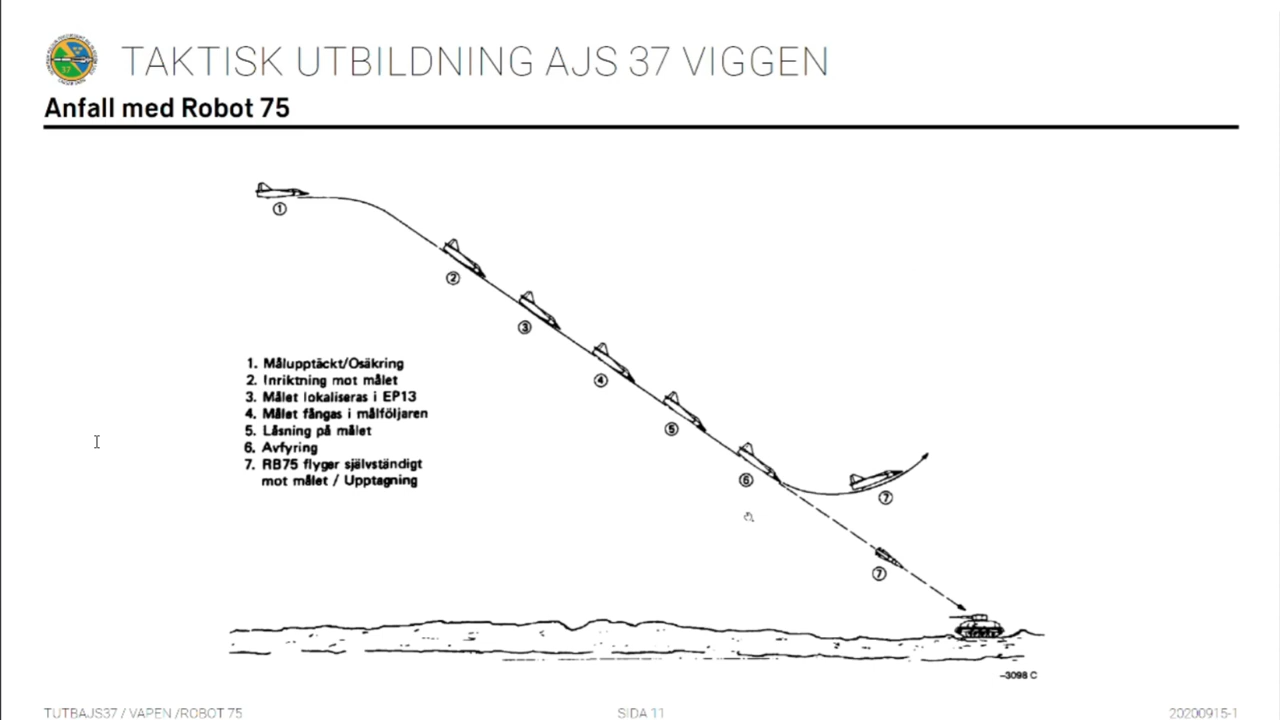 TAKTISK UTBILDNING AJS 37 VIGGEN
Anfall med Robot 75
①
②
③
④
⑤
⑥
⑦
⑦
1. Målupptäckt/Osäkring
2. Inriktning mot målet
3. Målet lokaliseras i EP13
4. Målet fångas i målföljaren
5. Låsning på målet
6. Avfyring
7. RB75 flyger självständigt
mot målet / Upptagning
–3098 C
TUTBAJS37 / VAPEN /ROBOT 75
SIDA 11
20200915-1